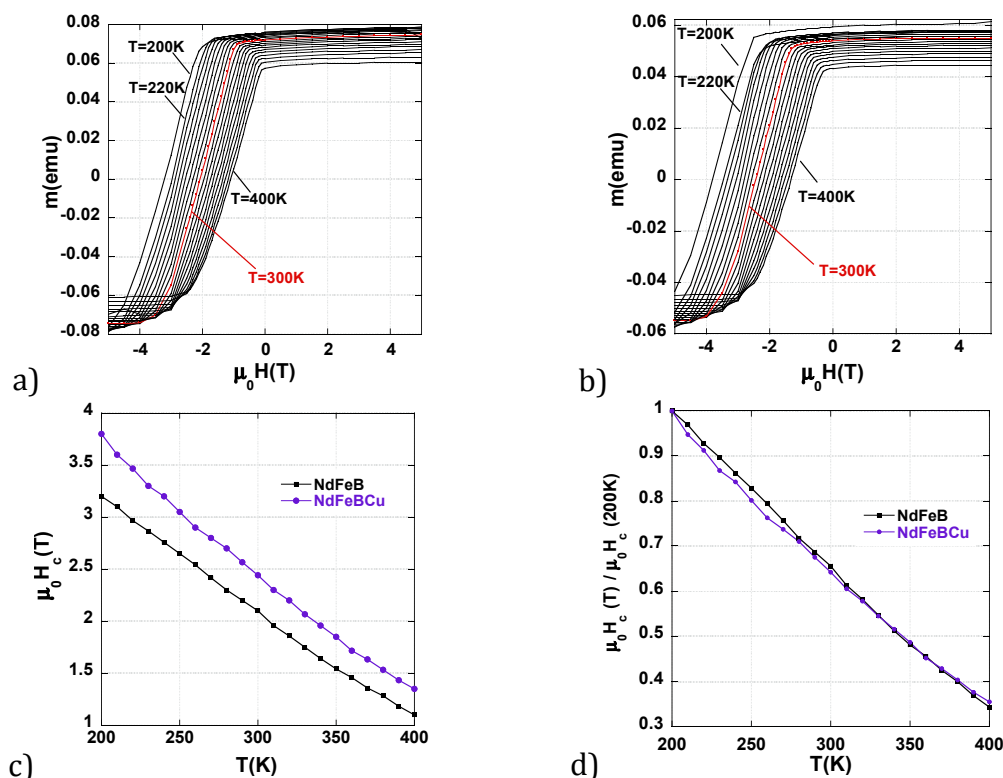 a)
m(emu)
0.08
0.06
0.04
0.02
0
-0.02
-0.04
-0.06
-0.08
T=200K
T=220K
T=400K
T=300K
-4 -2 0 2 4
μ₀H(T)
b)
m(emu)
0.06
0.04
0.02
0
-0.02
-0.04
-0.06
T=200K
T=220K
T=400K
T=300K
-4 -2 0 2 4
μ₀H(T)
c)
μ₀H_c(T)
4
3.5
3
2.5
2
1.5
1
NdFeB
NdFeBCu
200 250 300 350 400
T(K)
d)
μ₀H_c (T) / μ₀H_c (200K)
1
0.9
0.8
0.7
0.6
0.5
0.4
0.3
NdFeB
NdFeBCu
200 250 300 350 400
T(K)